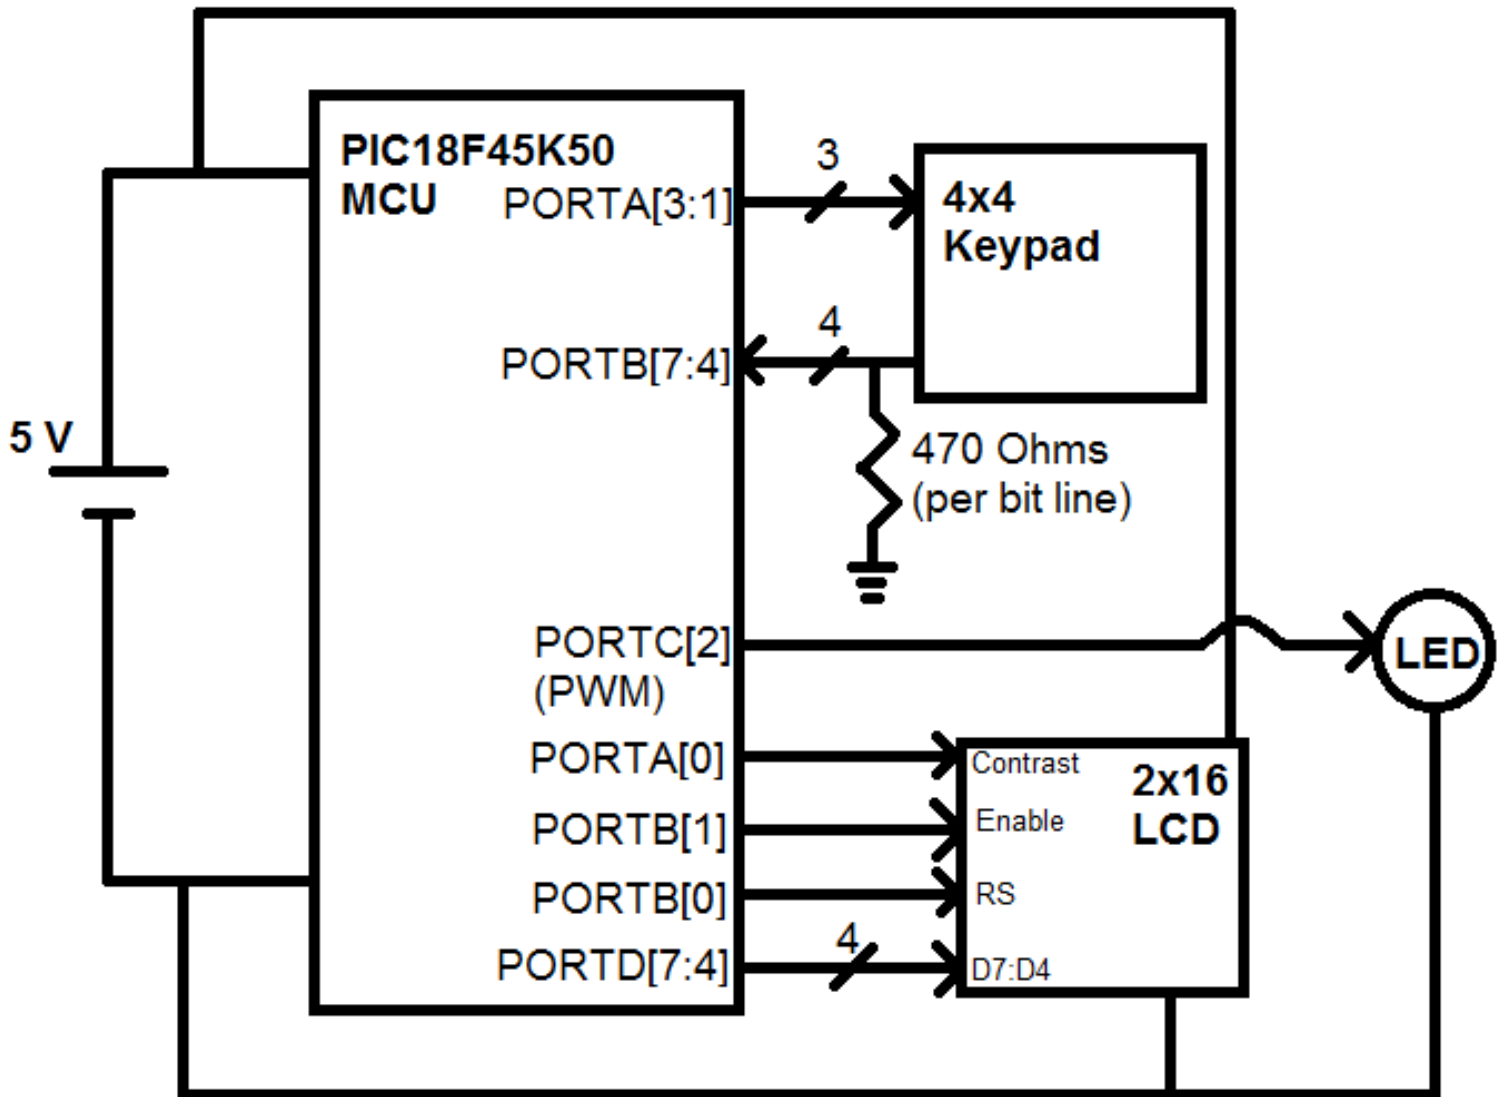 PIC18F45K50
MCU
PORTA[3:1]
3
4x4
Keypad
PORTB[7:4]
4
5 V
470 Ohms
(per bit line)
PORTC[2]
(PWM)
LED
PORTA[0]
Contrast
2x16
LCD
PORTB[1]
Enable
PORTB[0]
RS
PORTD[7:4]
4
D7:D4